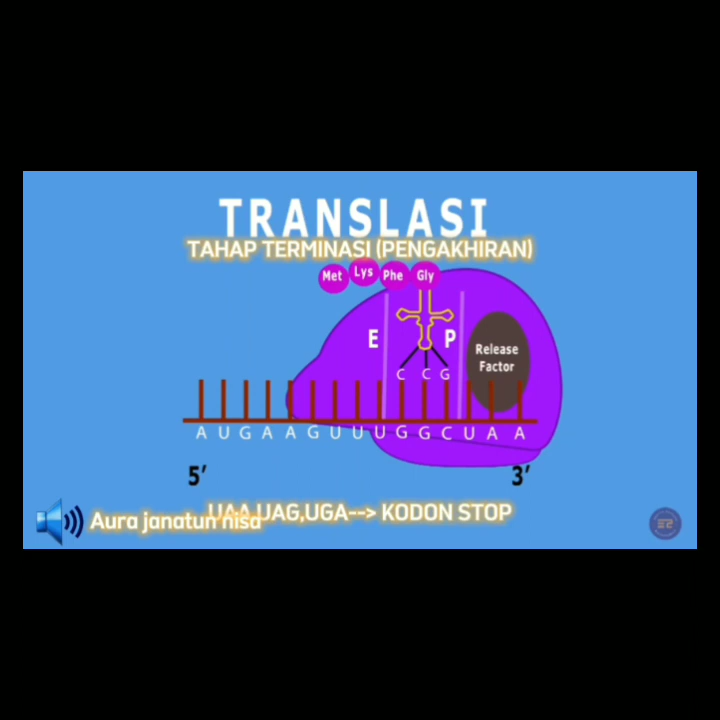 TRANSLASI
TAHAP TERMINASI (PENGAKHIRAN)
Met Lys Phe Gly
E P
Release
Factor
C C G
A U G A A G U U U G G C U A A
5' 3'
UAA,UAG,UGA--> KODON STOP
Aura janatun nisa